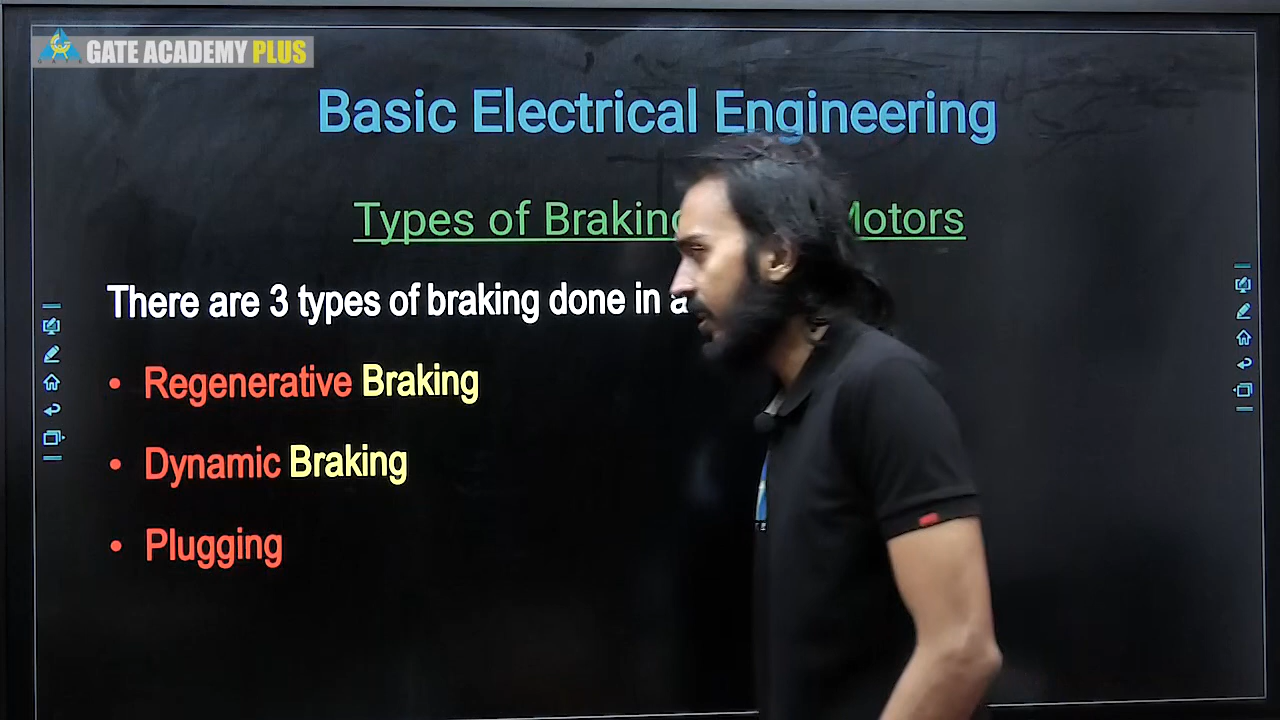 GATE ACADEMY PLUS
Basic Electrical Engineering
Types of Braking Motors
There are 3 types of braking done in a
• Regenerative Braking
• Dynamic Braking
• Plugging